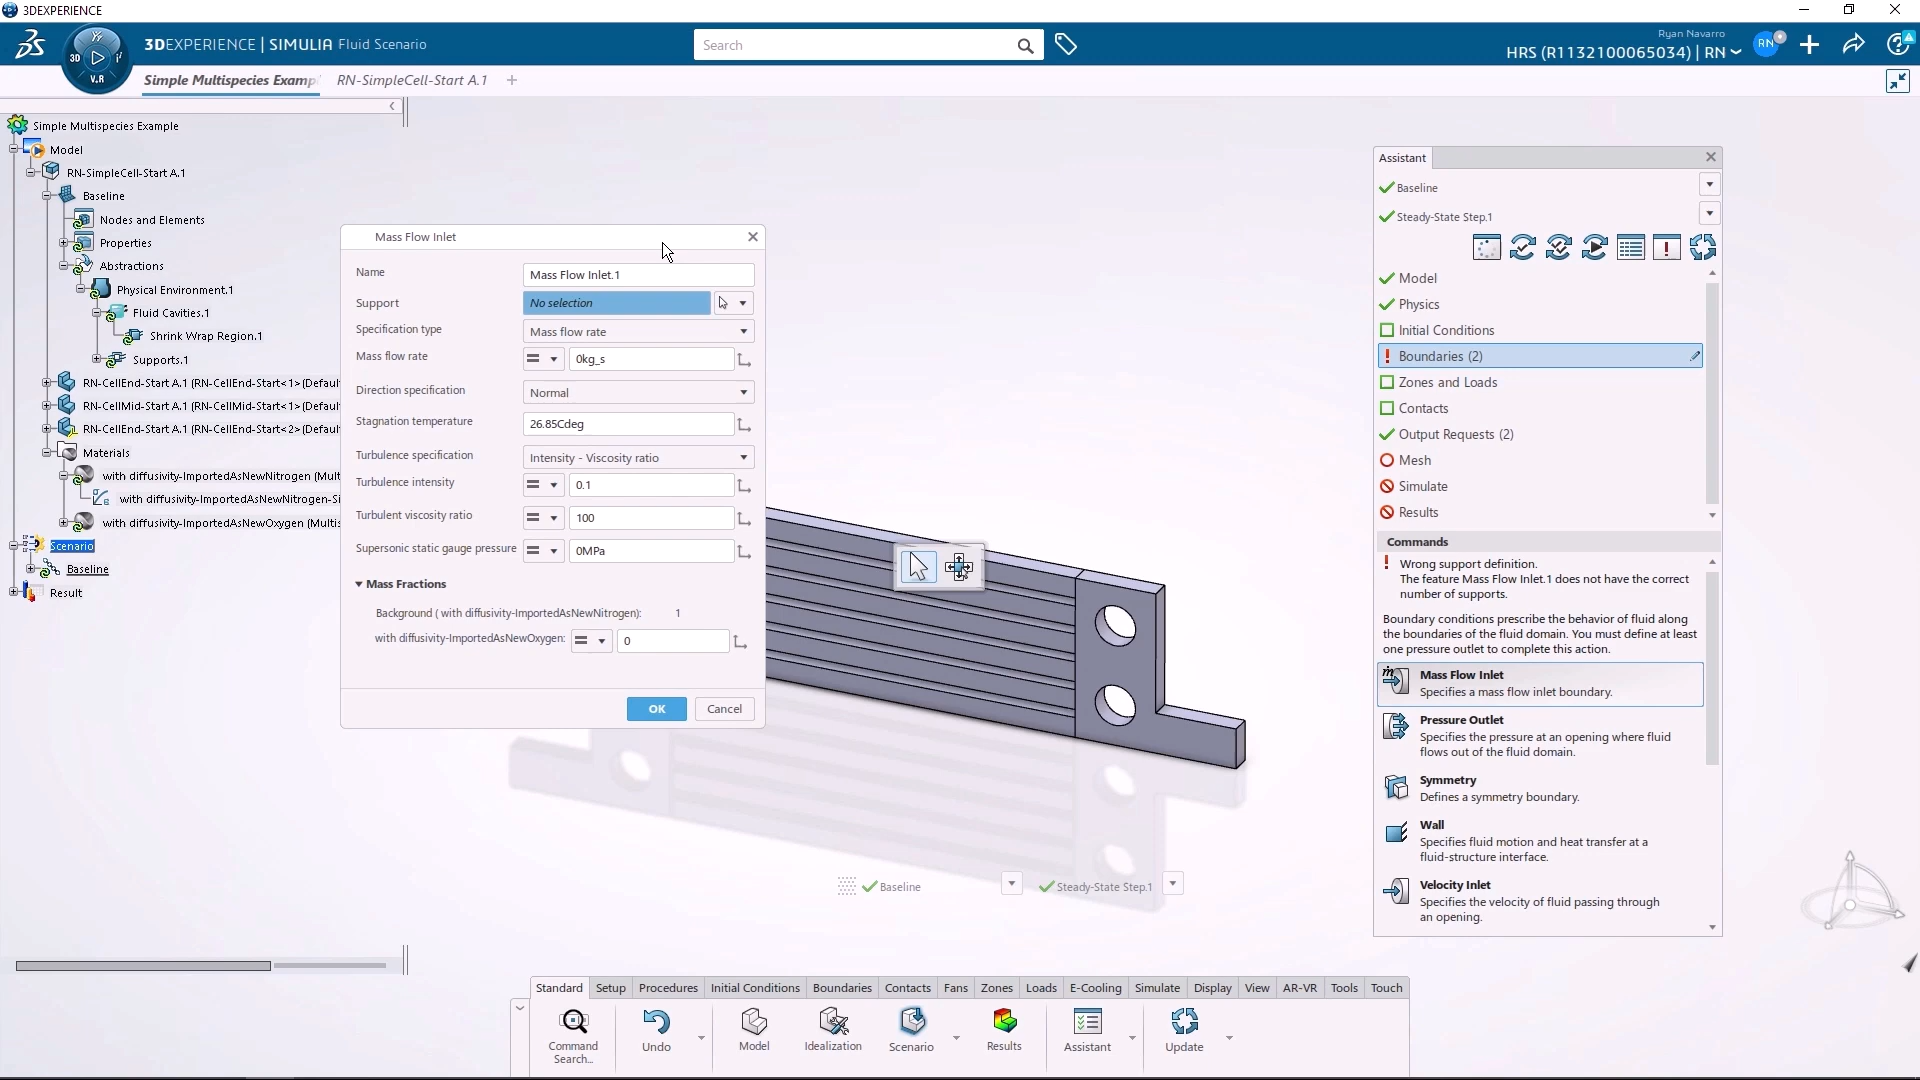 3DEXPERIENCE
3DEXPERIENCE | SIMULIA Fluid Scenario
3D
V.R
Search
Ryan Navarro
HRS (R1132100065034) | RN
RN
Simple Multispecies Examp
RN-SimpleCell-Start A.1
Simple Multispecies Example
Model
RN-SimpleCell-Start A.1
Baseline
Nodes and Elements
Properties
Abstractions
Physical Environment.1
Fluid Cavities.1
Shrink Wrap Region.1
Supports.1
RN-CellEnd-Start A.1 (RN-CellEnd-Start<1>(Defaul
RN-CellMid-Start A.1 (RN-CellMid-Start<1>(Defaul
RN-CellEnd-Start A.1 (RN-CellEnd-Start<2>(Defaul
Materials
with diffusivity-ImportedAsNewNitrogen (Mult
with diffusivity-ImportedAsNewNitrogen-Si
with diffusivity-ImportedAsNewOxygen (Multis
Scenario
Baseline
Result
Mass Flow Inlet
Name
Mass Flow Inlet.1
Support
No selection
Specification type
Mass flow rate
Mass flow rate
0kg_s
Direction specification
Normal
Stagnation temperature
26.85Cdeg
Turbulence specification
Intensity - Viscosity ratio
Turbulence intensity
0.1
Turbulent viscosity ratio
100
Supersonic static gauge pressure
0MPa
Mass Fractions
Background ( with diffusivity-ImportedAsNewNitrogen): 1
with diffusivity-ImportedAsNewOxygen:
0
OK
Cancel
Baseline
Steady-State Step.1
Assistant
Baseline
Steady-State Step.1
Model
Physics
Initial Conditions
Boundaries (2)
Zones and Loads
Contacts
Output Requests (2)
Mesh
Simulate
Results
Commands
Wrong support definition.
The feature Mass Flow Inlet.1 does not have the correct
number of supports.
Boundary conditions prescribe the behavior of fluid along
the boundaries of the fluid domain. You must define at least
one pressure outlet to complete this action.
Mass Flow Inlet
Specifies a mass flow inlet boundary.
Pressure Outlet
Specifies the pressure at an opening where fluid
flows out of the fluid domain.
Symmetry
Defines a symmetry boundary.
Wall
Specifies fluid motion and heat transfer at a
fluid-structure interface.
Velocity Inlet
Specifies the velocity of fluid passing through
an opening.
Standard
Setup
Procedures
Initial Conditions
Boundaries
Contacts
Fans
Zones
Loads
E-Cooling
Simulate
Display
View
AR-VR
Tools
Touch
Command
Search...
Undo
Model
Idealization
Scenario
Results
Assistant
Update